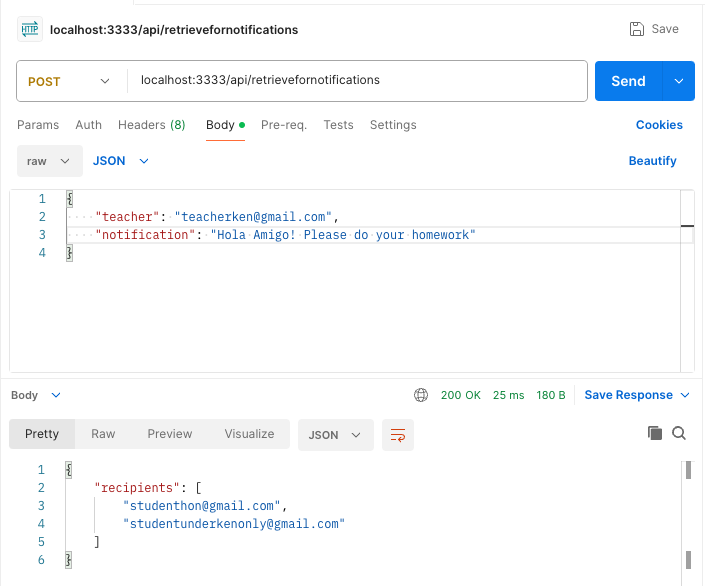 HTTP localhost:3333/api/retrievefornotifications Save
POST localhost:3333/api/retrievefornotifications Send
Params Auth Headers (8) Body Pre-req. Tests Settings Cookies
raw JSON Beautify
1 {
2 "teacher": "teacherken@gmail.com",
3 "notification": "Hola Amigo! Please do your homework"
4 }
Body 200 OK 25 ms 180 B Save Response
Pretty Raw Preview Visualize JSON
1 {
2 "recipients": [
3 "studenthon@gmail.com",
4 "studentunderkenonly@gmail.com"
5 ]
6 }